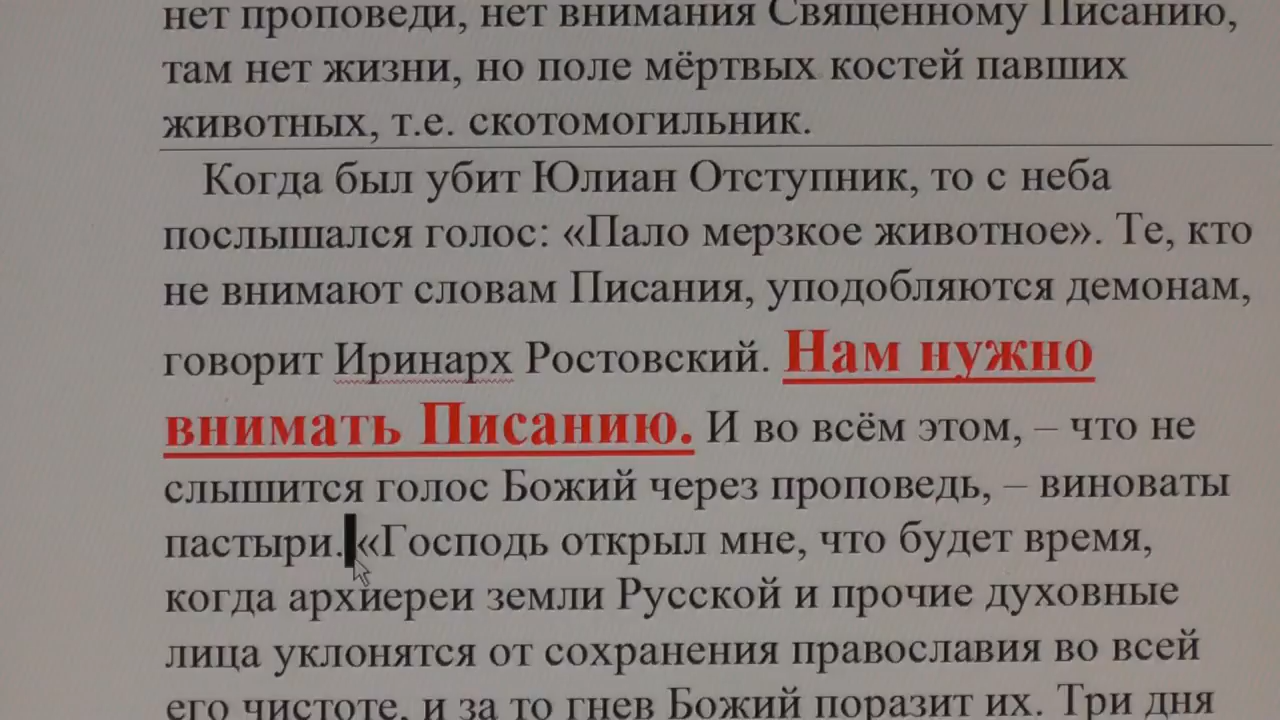 нет проповеди, нет внимания Священному Писанию,
там нет жизни, но поле мёртвых костей павших
животных, т.е. скотомогильник.
Когда был убит Юлиан Отступник, то с неба
послышался голос: «Пало мерзкое животное». Те, кто
не внимают словам Писания, уподобляются демонам,
говорит Иринарх Ростовский. Нам нужно
внимать Писанию. И во всём этом, – что не
слышится голос Божий через проповедь, – виноваты
пастыри. «Господь открыл мне, что будет время,
когда архиереи земли Русской и прочие духовные
лица уклонятся от сохранения православия во всей
его чистоте, и за то гнев Божий поразит их. Три дня